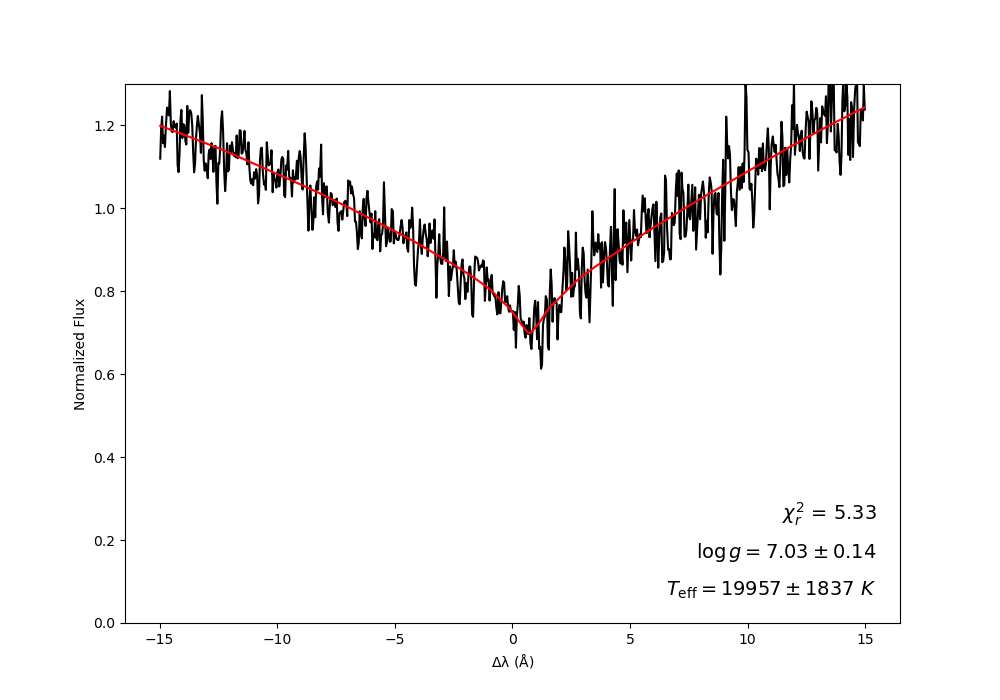 Normalized Flux
1.2
1.0
0.8
0.6
0.4
0.2
0.0
χ²ᵣ = 5.33
log g = 7.03 ± 0.14
T_eff = 19957 ± 1837 K
−15
−10
−5
0
5
10
15
Δλ (Å)